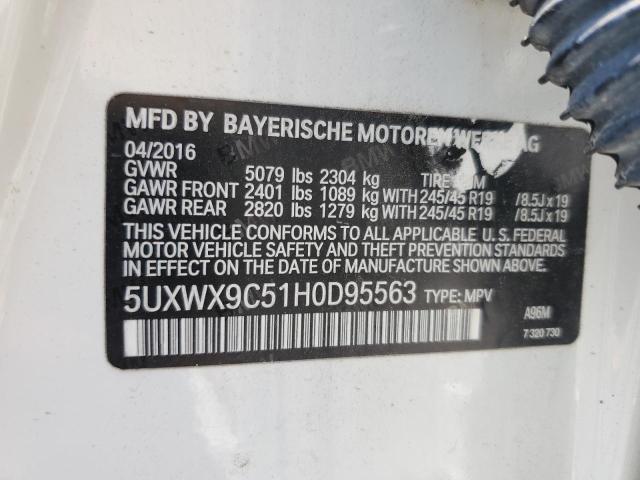 MFD BY BAYERISCHE MOTOREN AG
04/2016
GVWR 5079 lbs 2304 kg
GAWR FRONT 2401 lbs 1089 kg WITH 245/45 R19 /8.5J x 19
GAWR REAR 2820 lbs 1279 kg WITH 245/45 R19 /8.5J x 19
THIS VEHICLE CONFORMS TO ALL APPLICABLE U. S. FEDERAL
MOTOR VEHICLE SAFETY AND THEFT PREVENTION STANDARDS
IN EFFECT ON THE DATE OF MANUFACTURE SHOWN ABOVE.
5UXWX9C51H0D95563 TYPE: MPV
A96M
7 320 730